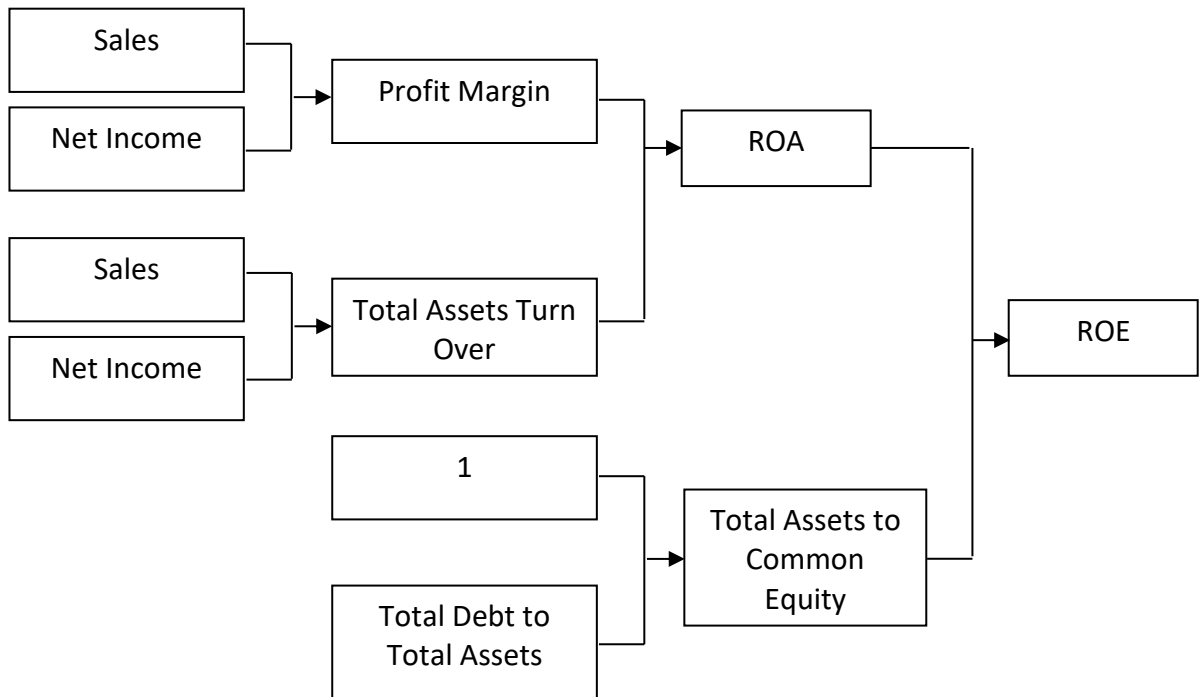 Sales
Net Income
Profit Margin
ROA
Sales
Net Income
Total Assets Turn
Over
ROE
1
Total Debt to
Total Assets
Total Assets to
Common
Equity